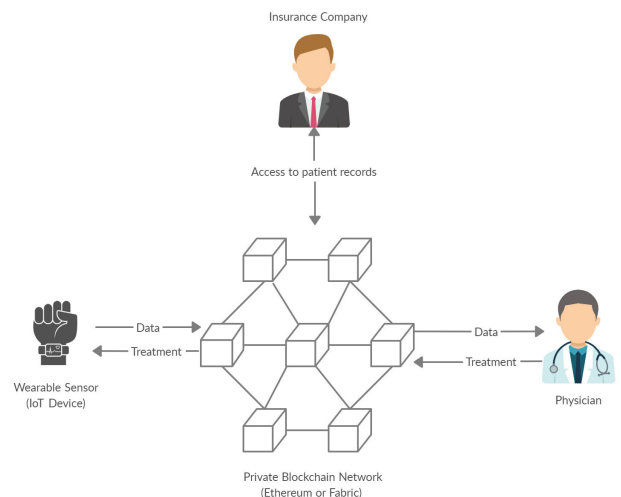 Insurance Company
Access to patient records
Data
Treatment
Data
Treatment
Wearable Sensor
(IoT Device)
Physician
Private Blockchain Network
(Ethereum or Fabric)